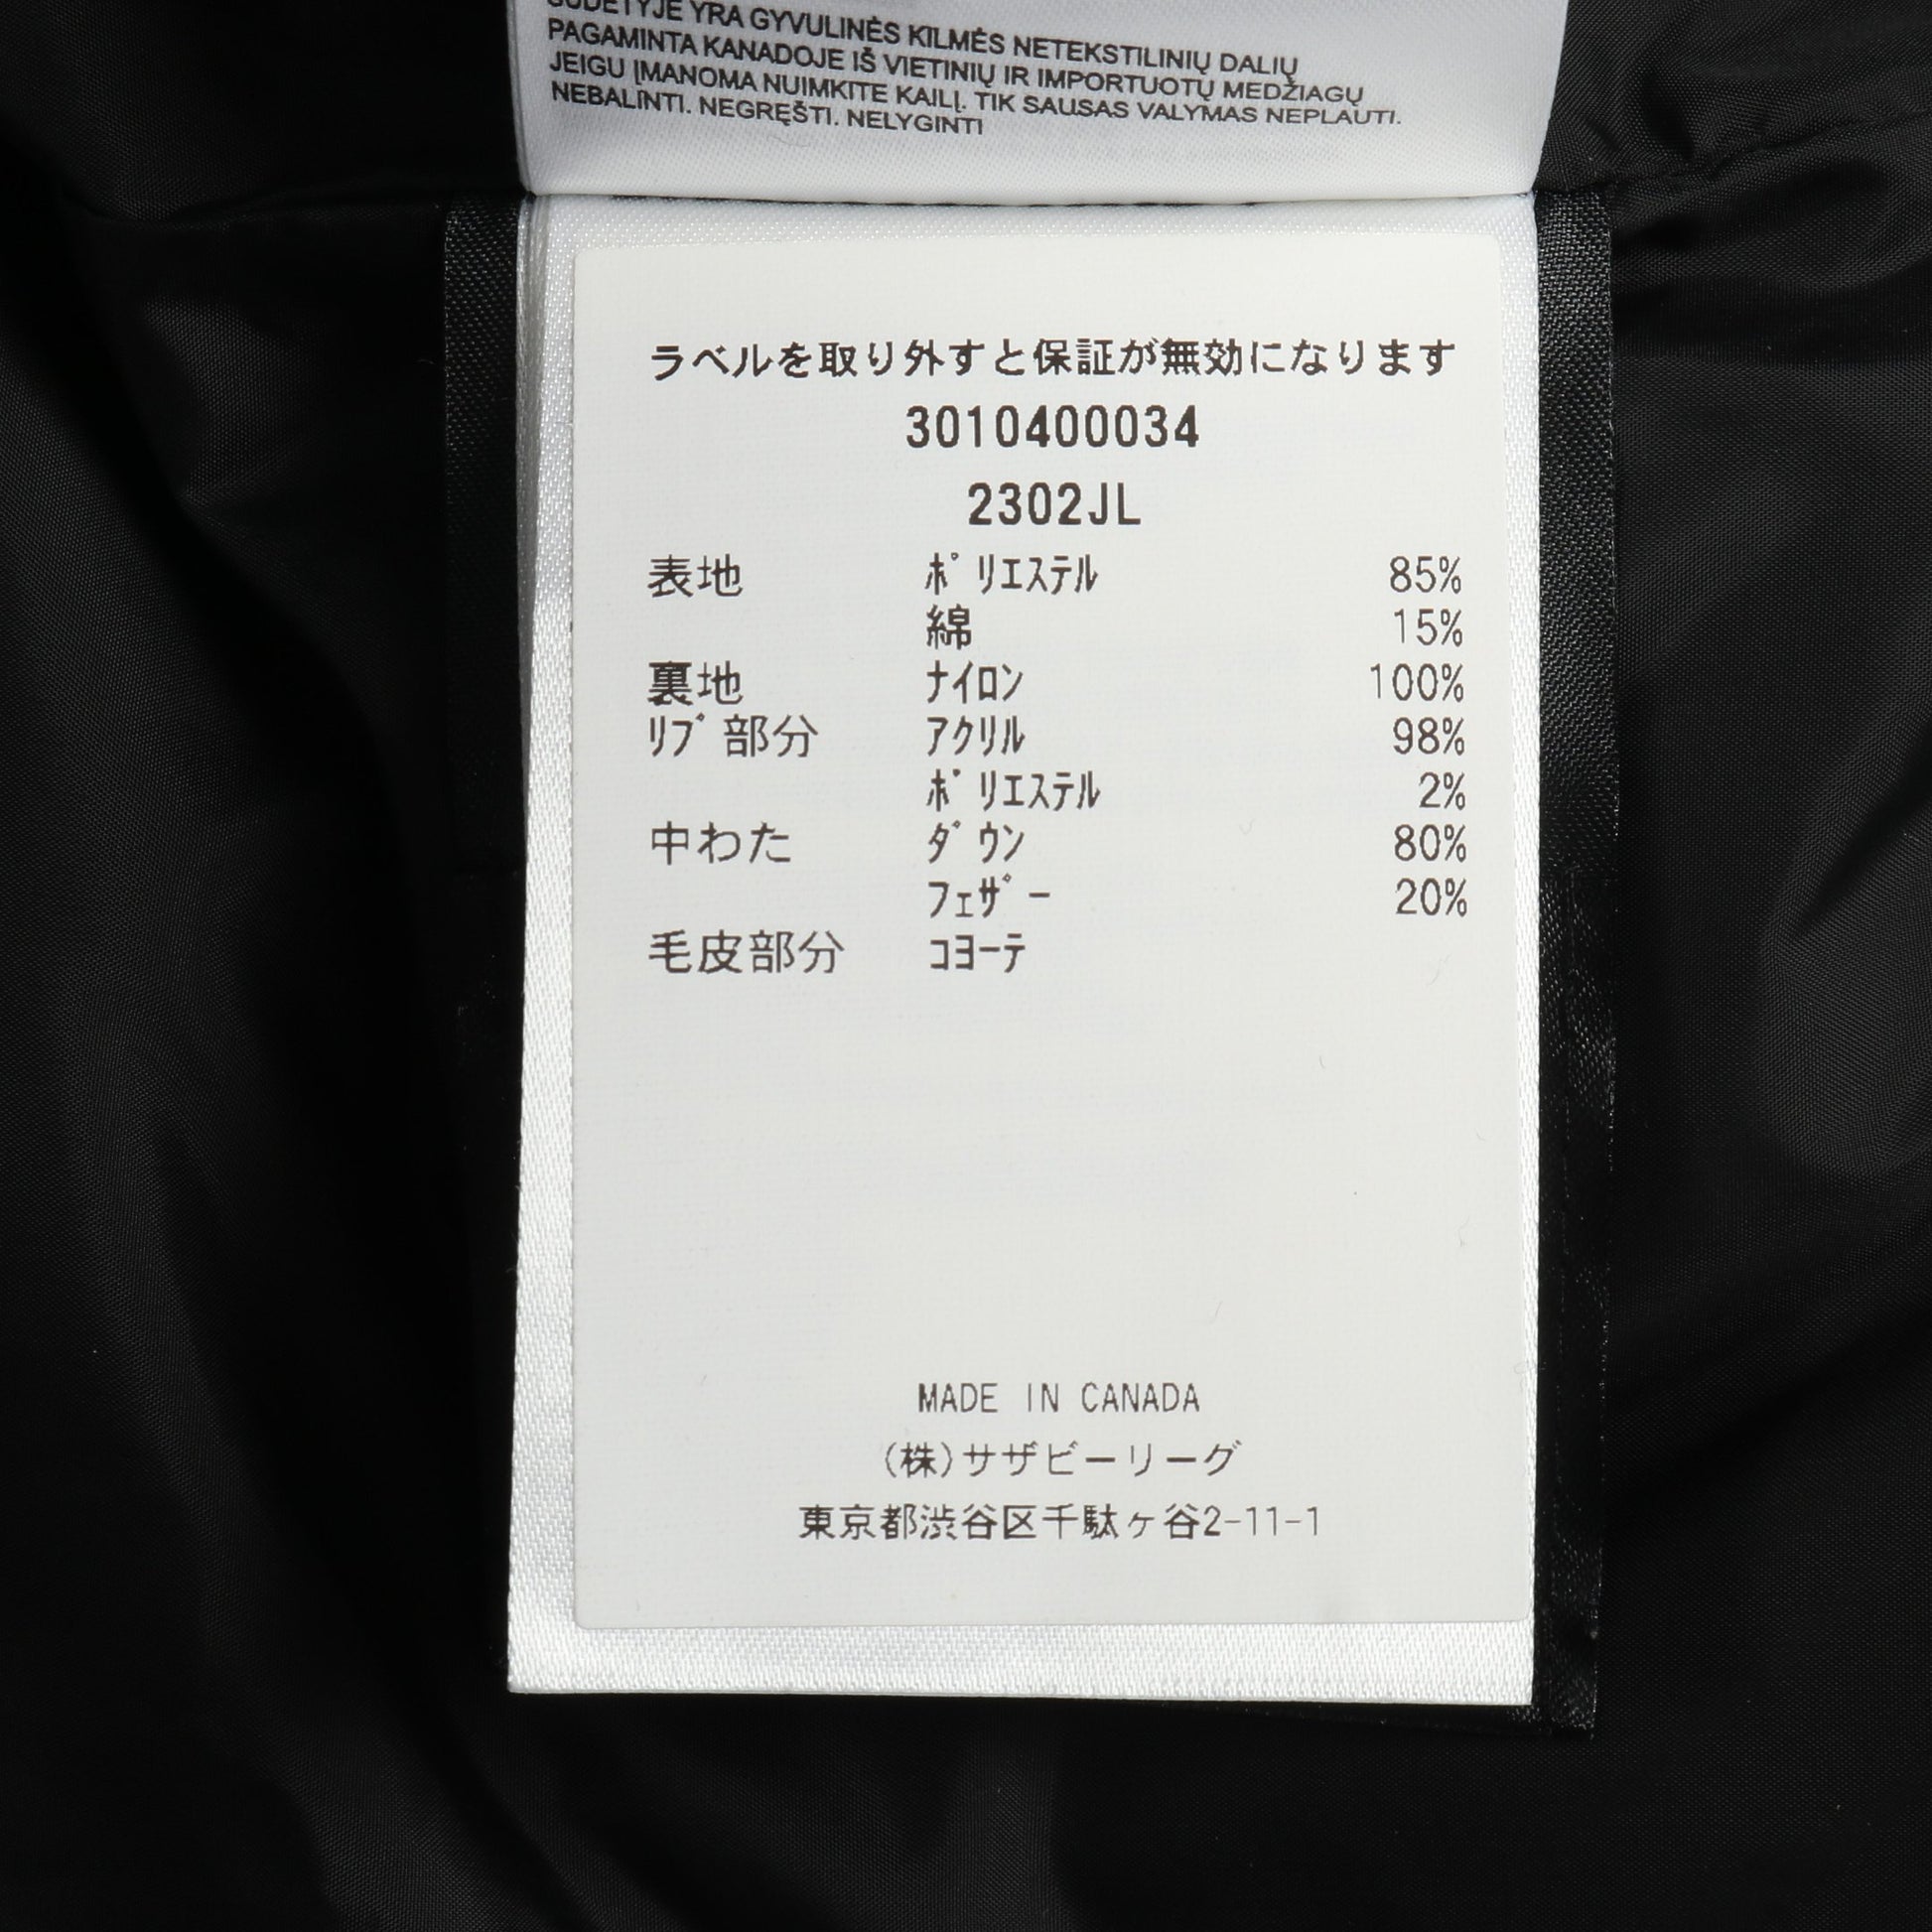 SUDĖTYJE YRA GYVULINĖS KILMĖS NETEKSTILINIŲ DALIŲ
PAGAMINTA KANADOJE IŠ VIETINIŲ IR IMPORTUOTŲ MEDŽIAGŲ
JEIGU ĮMANOMA NUIMKITE KAILĮ. TIK SAUSAS VALYMAS NEPLAUTI.
NEBALINTI. NEGRĘŠTI. NELYGINTI
ラベルを取り外すと保証が無効になります
3010400034
2302JL
表地 ﾎﾟﾘｴｽﾃﾙ 85%
綿 15%
裏地 ﾅｲﾛﾝ 100%
ﾘﾌﾞ部分 ｱｸﾘﾙ 98%
ﾎﾟﾘｴｽﾃﾙ 2%
中わた ﾀﾞｳﾝ 80%
ﾌｪｻﾞｰ 20%
毛皮部分 ｺﾖｰﾃ
MADE IN CANADA
(株)サザビーリーグ
東京都渋谷区千駄ヶ谷2-11-1